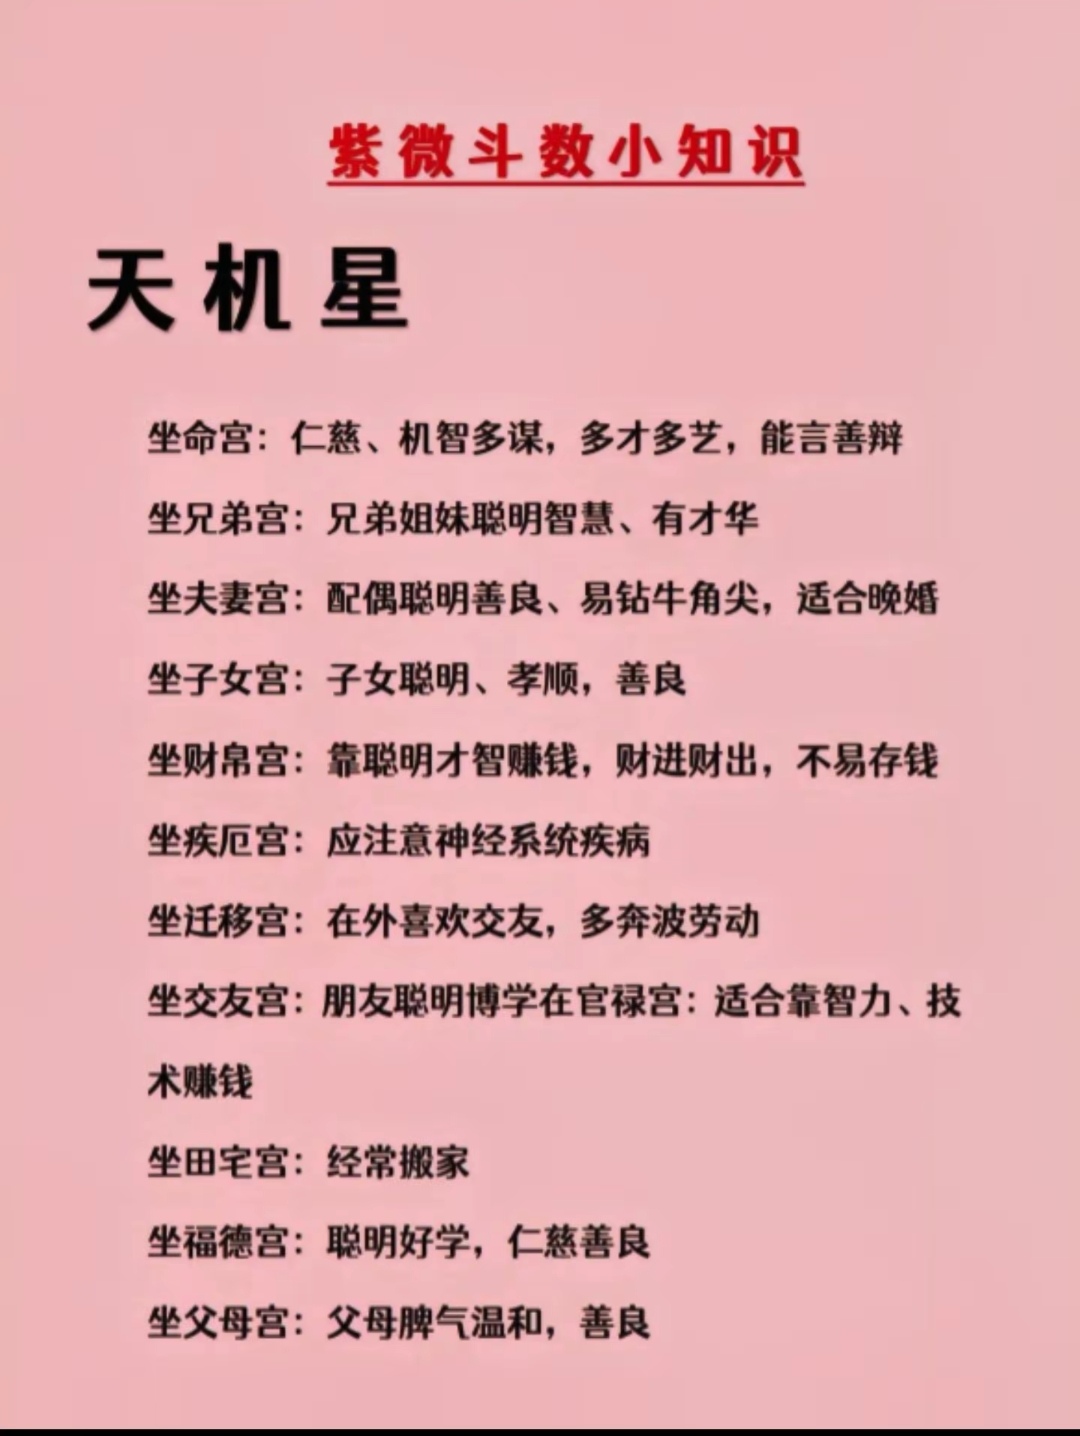 紫微斗数小知识
天机星
坐命宫：仁慈、机智多谋，多才多艺，能言善辩
坐兄弟宫：兄弟姐妹聪明智慧、有才华
坐夫妻宫：配偶聪明善良、易钻牛角尖，适合晚婚
坐子女宫：子女聪明、孝顺，善良
坐财帛宫：靠聪明才智赚钱，财进财出，不易存钱
坐疾厄宫：应注意神经系统疾病
坐迁移宫：在外喜欢交友，多奔波劳动
坐交友宫：朋友聪明博学在官禄宫：适合靠智力、技
术赚钱
坐田宅宫：经常搬家
坐福德宫：聪明好学，仁慈善良
坐父母宫：父母脾气温和，善良